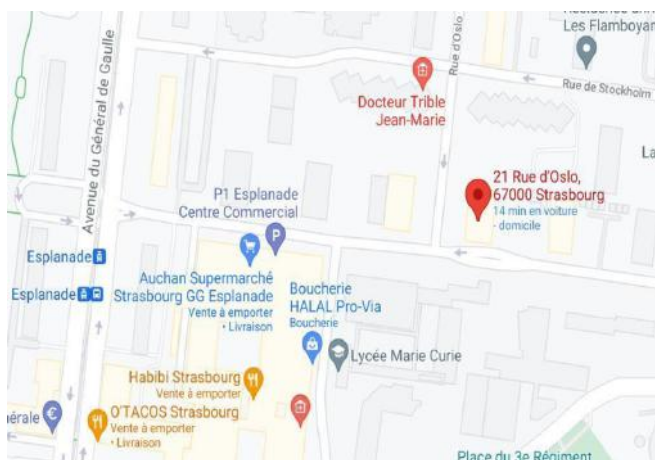 Les Flamboyan
Rue d'Oslo
Rue de Stockholm
Docteur Trible
Jean-Marie
Avenue du Général de Gaulle
La
21 Rue d'Oslo,
67000 Strasbourg
14 min en voiture
- domicile
P1 Esplanade
Centre Commercial
P
Esplanade
Auchan Supermarché
Strasbourg GG Esplanade
Vente à emporter
• Livraison
Esplanade
Boucherie
HALAL Pro-Via
Boucherie
Lycée Marie Curie
Habibi Strasbourg
Vente à emporter
O'TACOS Strasbourg
Vente à emporter
• Livraison
nérale
€
Place du 3e Régiment